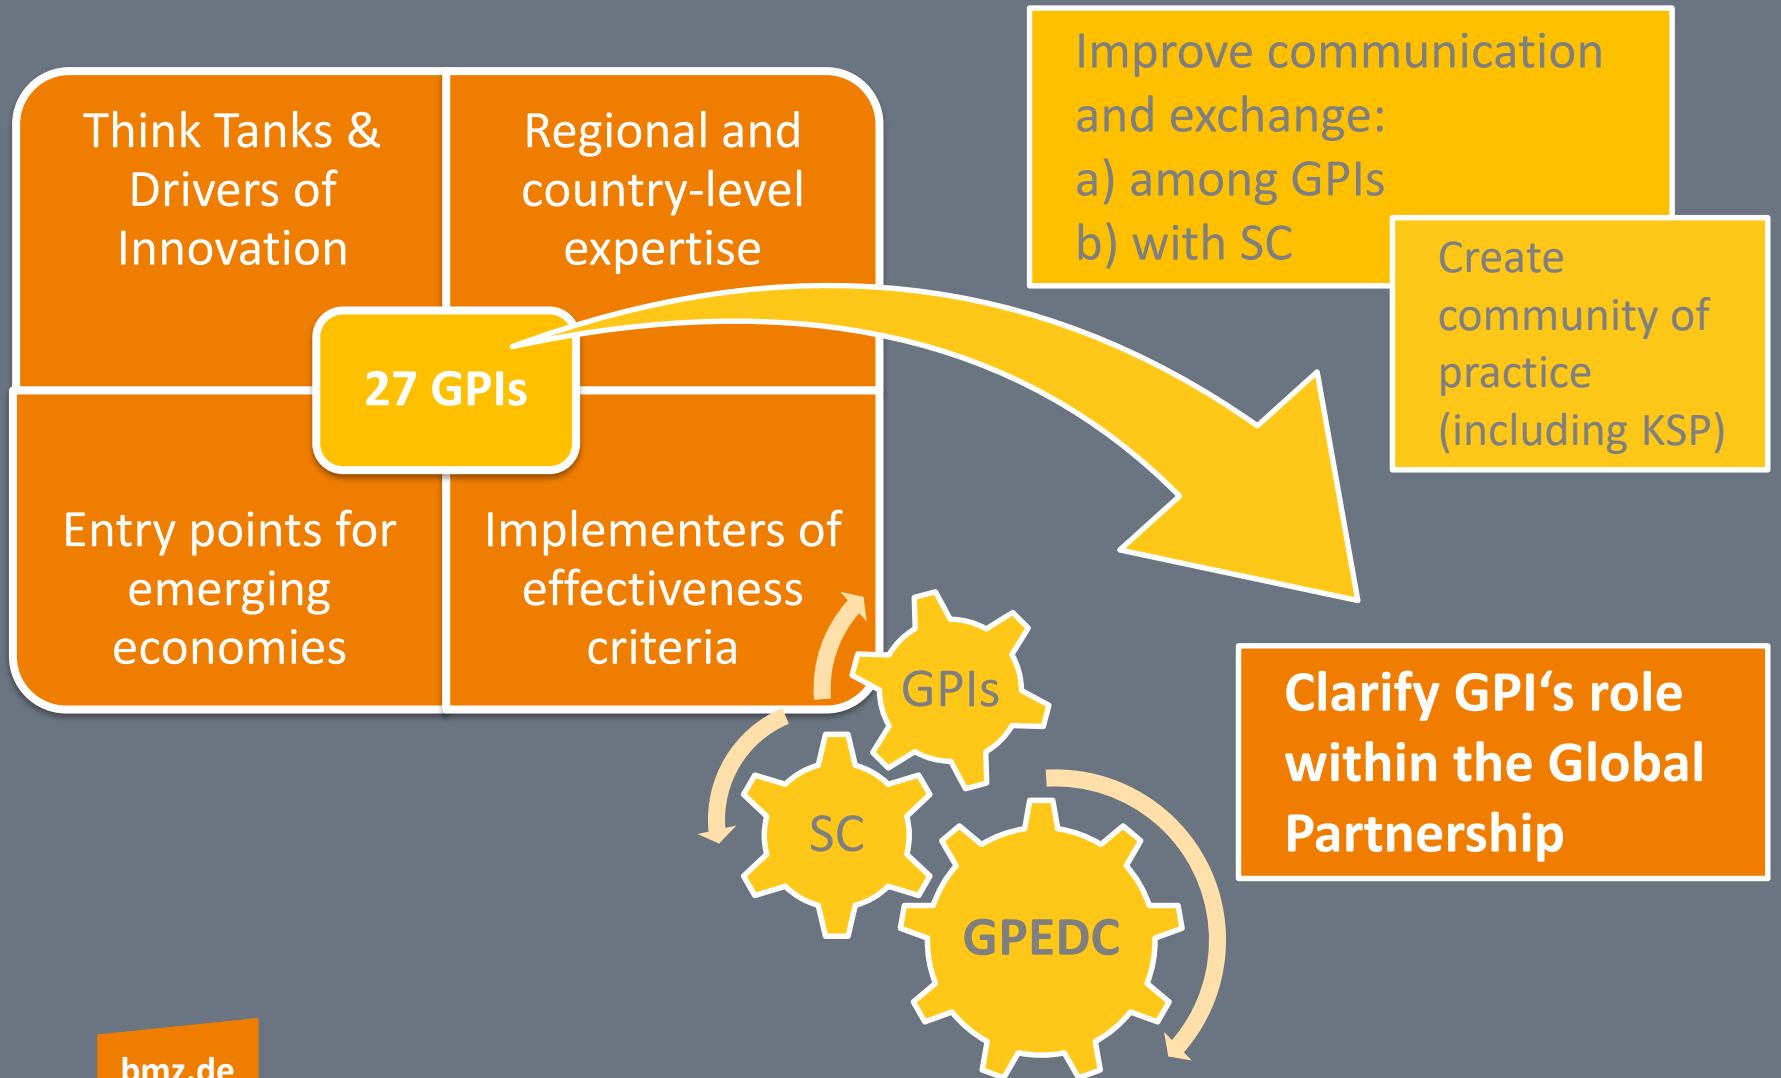 Think Tanks &
Drivers of
Innovation
Regional and
country-level
expertise
27 GPIs
Entry points for
emerging
economies
Implementers of
effectiveness
criteria
Improve communication
and exchange:
a) among GPIs
b) with SC
Create
community of
practice
(including KSP)
GPIs
SC
GPEDC
Clarify GPI‘s role
within the Global
Partnership
bmz.de